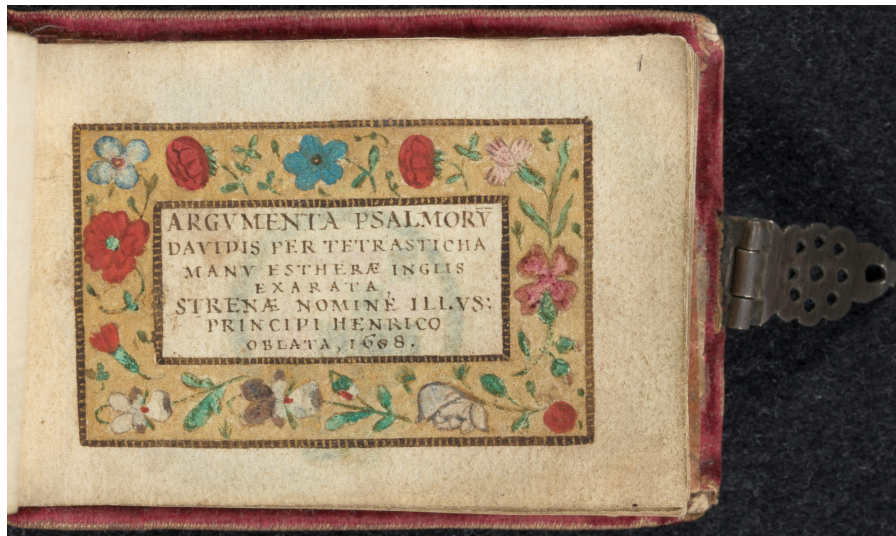 ARGVMENTA PSALMORV̅
DAVIDIS PER TETRASTICHA
MANV ESTHERÆ INGLIS
EXARATA,
STRENÆ NOMINE ILLVS:
PRINCIPI HENRICO
OBLATA, 1608.